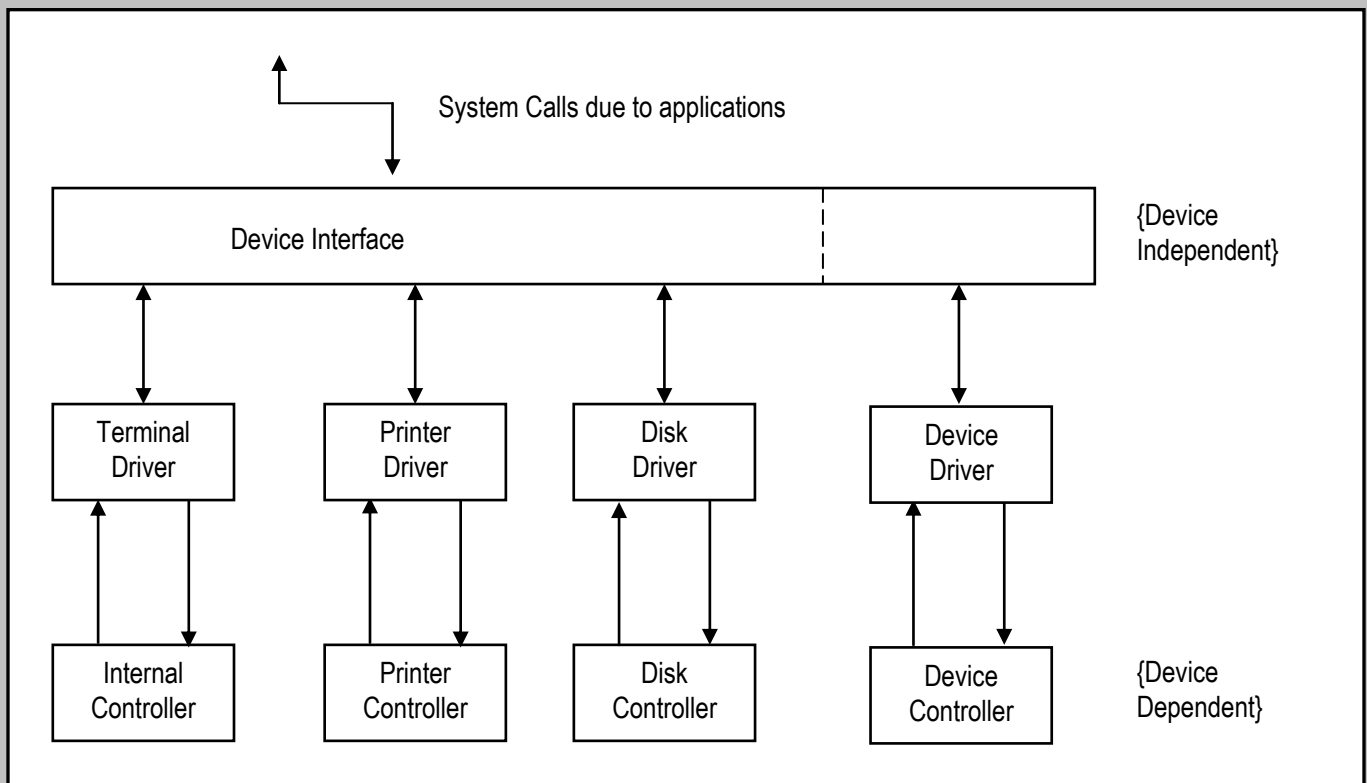 System Calls due to applications
Device Interface
{Device
Independent}
Terminal
Driver
Printer
Driver
Disk
Driver
Device
Driver
Internal
Controller
Printer
Controller
Disk
Controller
Device
Controller
{Device
Dependent}